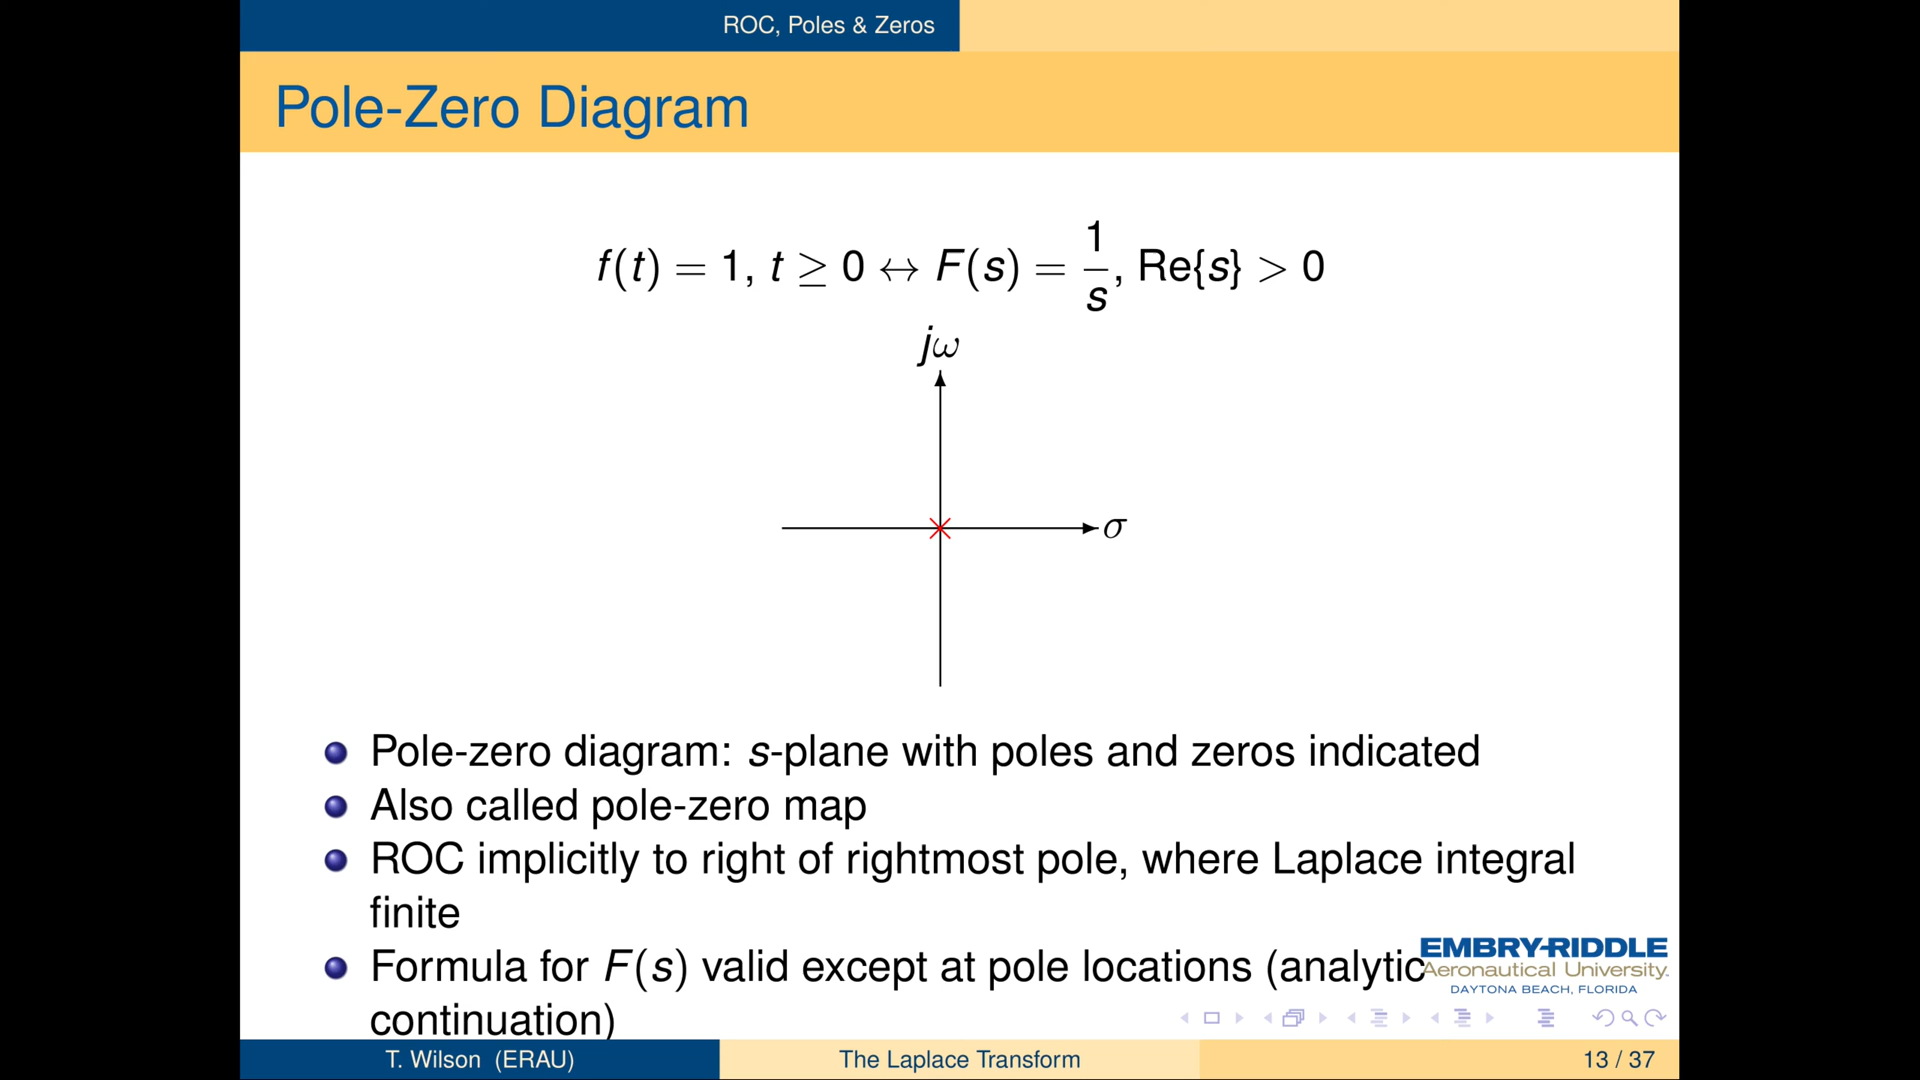 ROC, Poles & Zeros
Pole-Zero Diagram
f(t) = 1, t ≥ 0 ↔ F(s) = 1/s, Re{s} > 0
jω
σ
Pole-zero diagram: s-plane with poles and zeros indicated
Also called pole-zero map
ROC implicitly to right of rightmost pole, where Laplace integral
finite
Formula for F(s) valid except at pole locations (analytic
continuation)
EMBRY-RIDDLE
Aeronautical University.
DAYTONA BEACH, FLORIDA
T. Wilson (ERAU)
The Laplace Transform
13 / 37